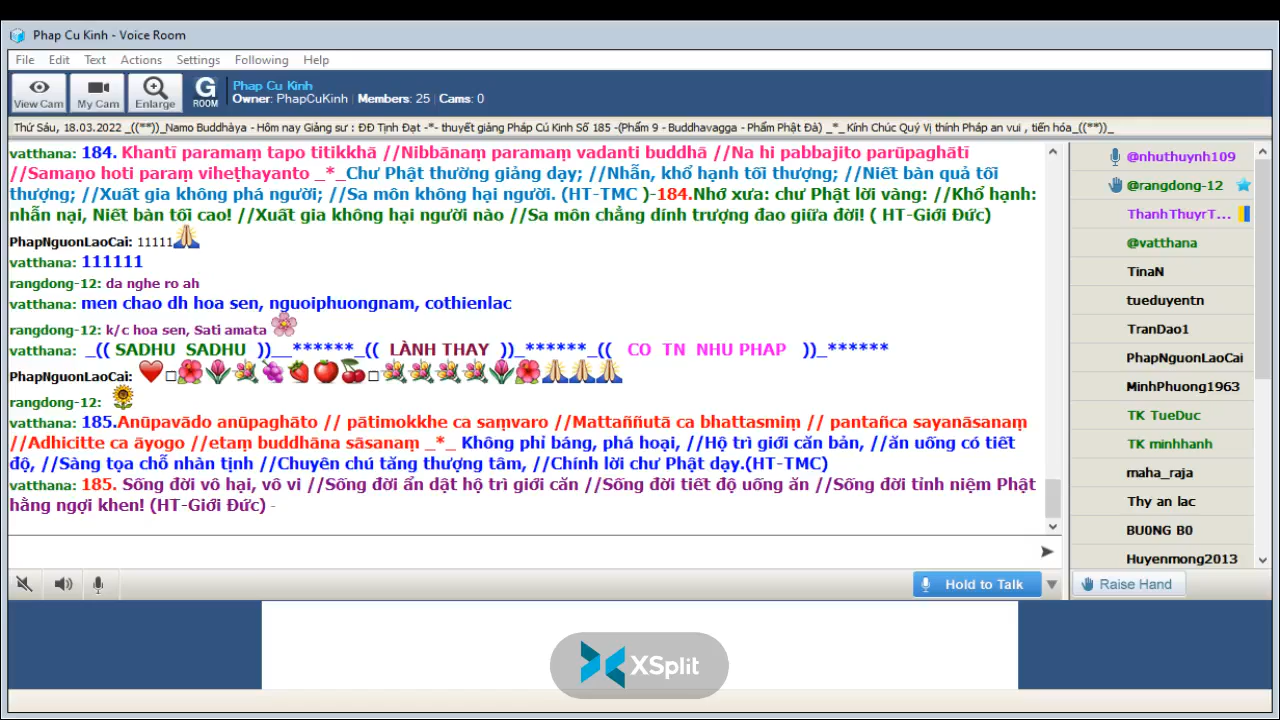 Phap Cu Kinh - Voice Room
File Edit Text Actions Settings Following Help
View Cam My Cam Enlarge G ROOM
Phap Cu Kinh
Owner: PhapCuKinh | Members: 25 | Cams: 0
Thứ Sáu, 18.03.2022 _((**))_Namo Buddhàya - Hôm nay Giảng sư : ĐĐ Tịnh Đạt -*- thuyết giảng Pháp Cú Kinh Số 185 -(Phẩm 9 - Buddhavagga - Phẩm Phật Đà) _*_ Kính Chúc Quý Vị thính Pháp an vui , tiến hóa_((**))_
vatthana: 184. Khantī paramaṃ tapo titikkhā //Nibbānaṃ paramaṃ vadanti buddhā //Na hi pabbajito parūpaghātī
//Samaṇo hoti paraṃ viheṭhayanto _*_Chư Phật thường giảng dạy; //Nhẫn, khổ hạnh tối thượng; //Niết bàn quả tối
thượng; //Xuất gia không phá người; //Sa môn không hại người. (HT-TMC )-184.Nhớ xưa: chư Phật lời vàng: //Khổ hạnh:
nhẫn nại, Niết bàn tối cao! //Xuất gia không hại người nào //Sa môn chẳng dính trượng đao giữa đời! ( HT-Giới Đức)
PhapNguonLaoCai: 11111
vatthana: 111111
rangdong-12: da nghe ro ah
vatthana: men chao dh hoa sen, nguoiphuongnam, cothienlac
rangdong-12: k/c hoa sen, Sati amata
vatthana: _(( SADHU SADHU ))__******_(( LÀNH THAY ))_******_(( CO TN NHU PHAP ))_******
PhapNguonLaoCai:
rangdong-12:
vatthana: 185.Anūpavādo anūpaghāto // pātimokkhe ca saṃvaro //Mattaññutā ca bhattasmiṃ // pantañca sayanāsanaṃ
//Adhicitte ca āyogo //etaṃ buddhāna sāsanaṃ _*_ Không phỉ báng, phá hoại, //Hộ trì giới căn bản, //ăn uống có tiết
độ, //Sàng tọa chỗ nhàn tịnh //Chuyên chú tăng thượng tâm, //Chính lời chư Phật dạy.(HT-TMC)
vatthana: 185. Sống đời vô hại, vô vi //Sống đời ẩn dật hộ trì giới căn //Sống đời tiết độ uống ăn //Sống đời tỉnh niệm Phật
hằng ngợi khen! (HT-Giới Đức) -
@nhuthuynh109
@rangdong-12
ThanhThuyrT...
@vatthana
TinaN
tueduyentn
TranDao1
PhapNguonLaoCai
MinhPhuong1963
TK TueDuc
TK minhhanh
maha_raja
Thy an lac
BU0NG B0
Huyenmong2013
Hold to Talk
Raise Hand
XSplit